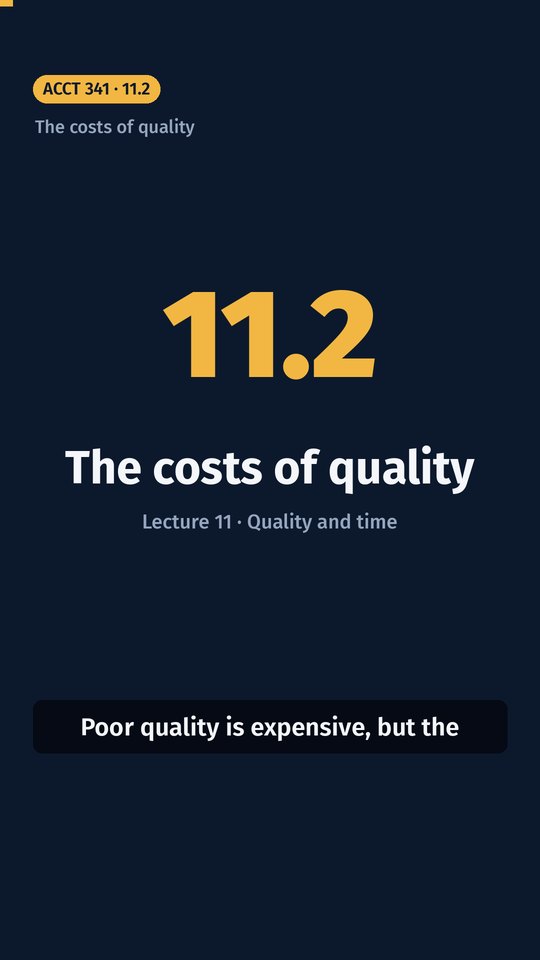 ACCT 341 · 11.2
The costs of quality
11.2
The costs of quality
Lecture 11 · Quality and time
Poor quality is expensive, but the